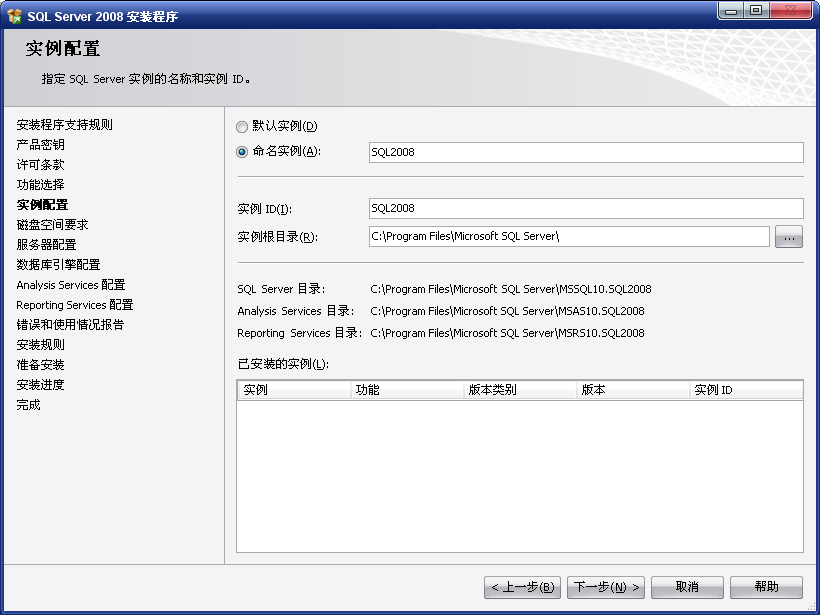 SQL Server 2008 安装程序
实例配置
指定 SQL Server 实例的名称和实例 ID。
安装程序支持规则
产品密钥
许可条款
功能选择
实例配置
磁盘空间要求
服务器配置
数据库引擎配置
Analysis Services 配置
Reporting Services 配置
错误和使用情况报告
安装规则
准备安装
安装进度
完成
默认实例(D)
命名实例(A): SQL2008
实例 ID(I): SQL2008
实例根目录(R): C:\Program Files\Microsoft SQL Server\ ...
SQL Server 目录: C:\Program Files\Microsoft SQL Server\MSSQL10.SQL2008
Analysis Services 目录: C:\Program Files\Microsoft SQL Server\MSAS10.SQL2008
Reporting Services 目录: C:\Program Files\Microsoft SQL Server\MSRS10.SQL2008
已安装的实例(L):
实例 功能 版本类别 版本 实例 ID
< 上一步(B) 下一步(N) > 取消 帮助